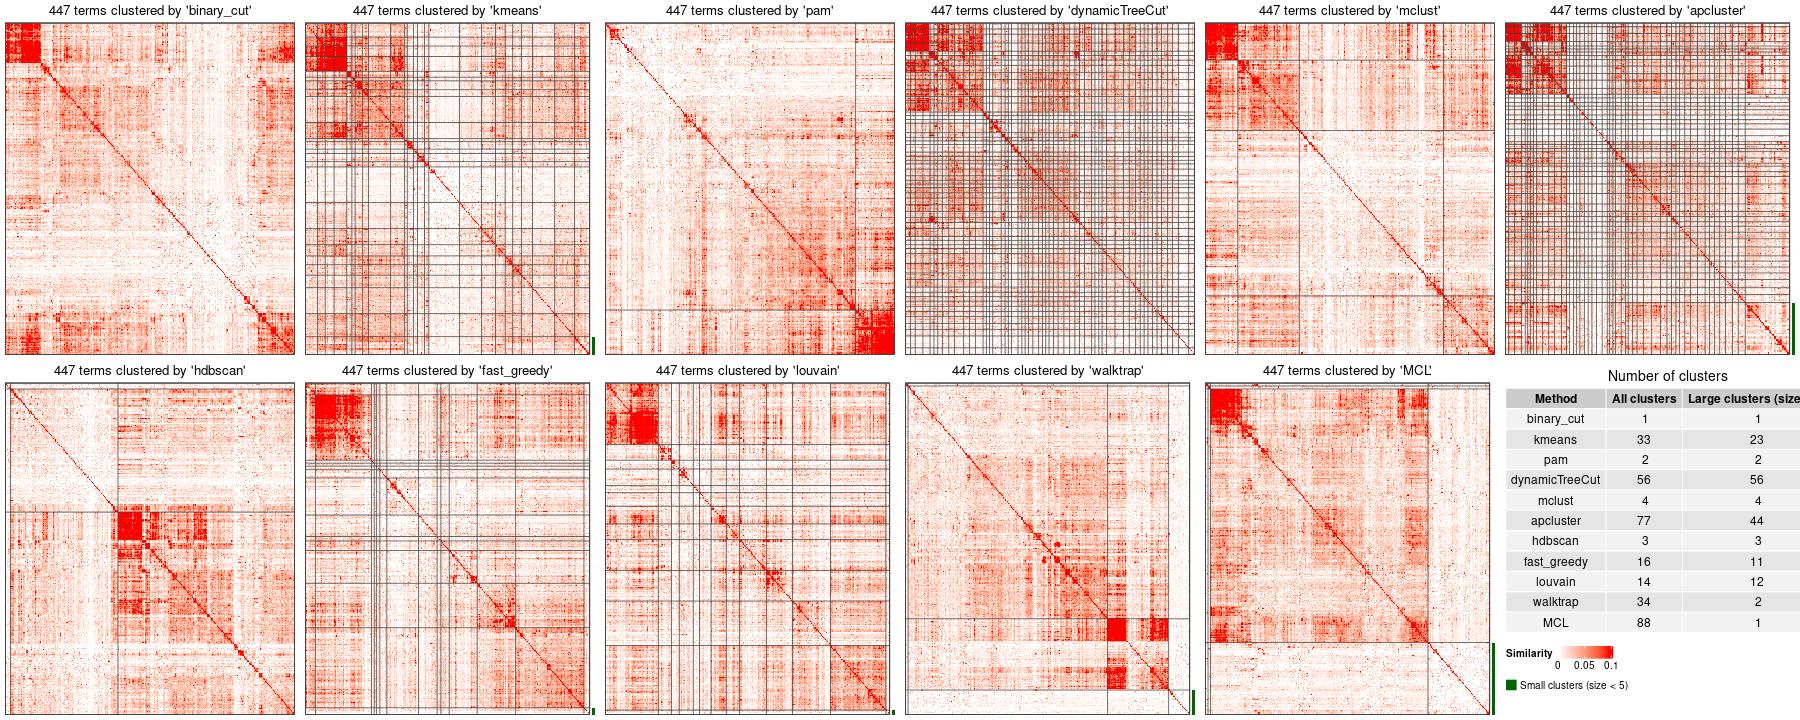 447 terms clustered by 'binary_cut'
447 terms clustered by 'kmeans'
447 terms clustered by 'pam'
447 terms clustered by 'dynamicTreeCut'
447 terms clustered by 'mclust'
447 terms clustered by 'apcluster'
447 terms clustered by 'hdbscan'
447 terms clustered by 'fast_greedy'
447 terms clustered by 'louvain'
447 terms clustered by 'walktrap'
447 terms clustered by 'MCL'
Number of clusters
Method All clusters Large clusters (size
binary_cut 1 1
kmeans 33 23
pam 2 2
dynamicTreeCut 56 56
mclust 4 4
apcluster 77 44
hdbscan 3 3
fast_greedy 16 11
louvain 14 12
walktrap 34 2
MCL 88 1
Similarity
0 0.05 0.1
Small clusters (size < 5)